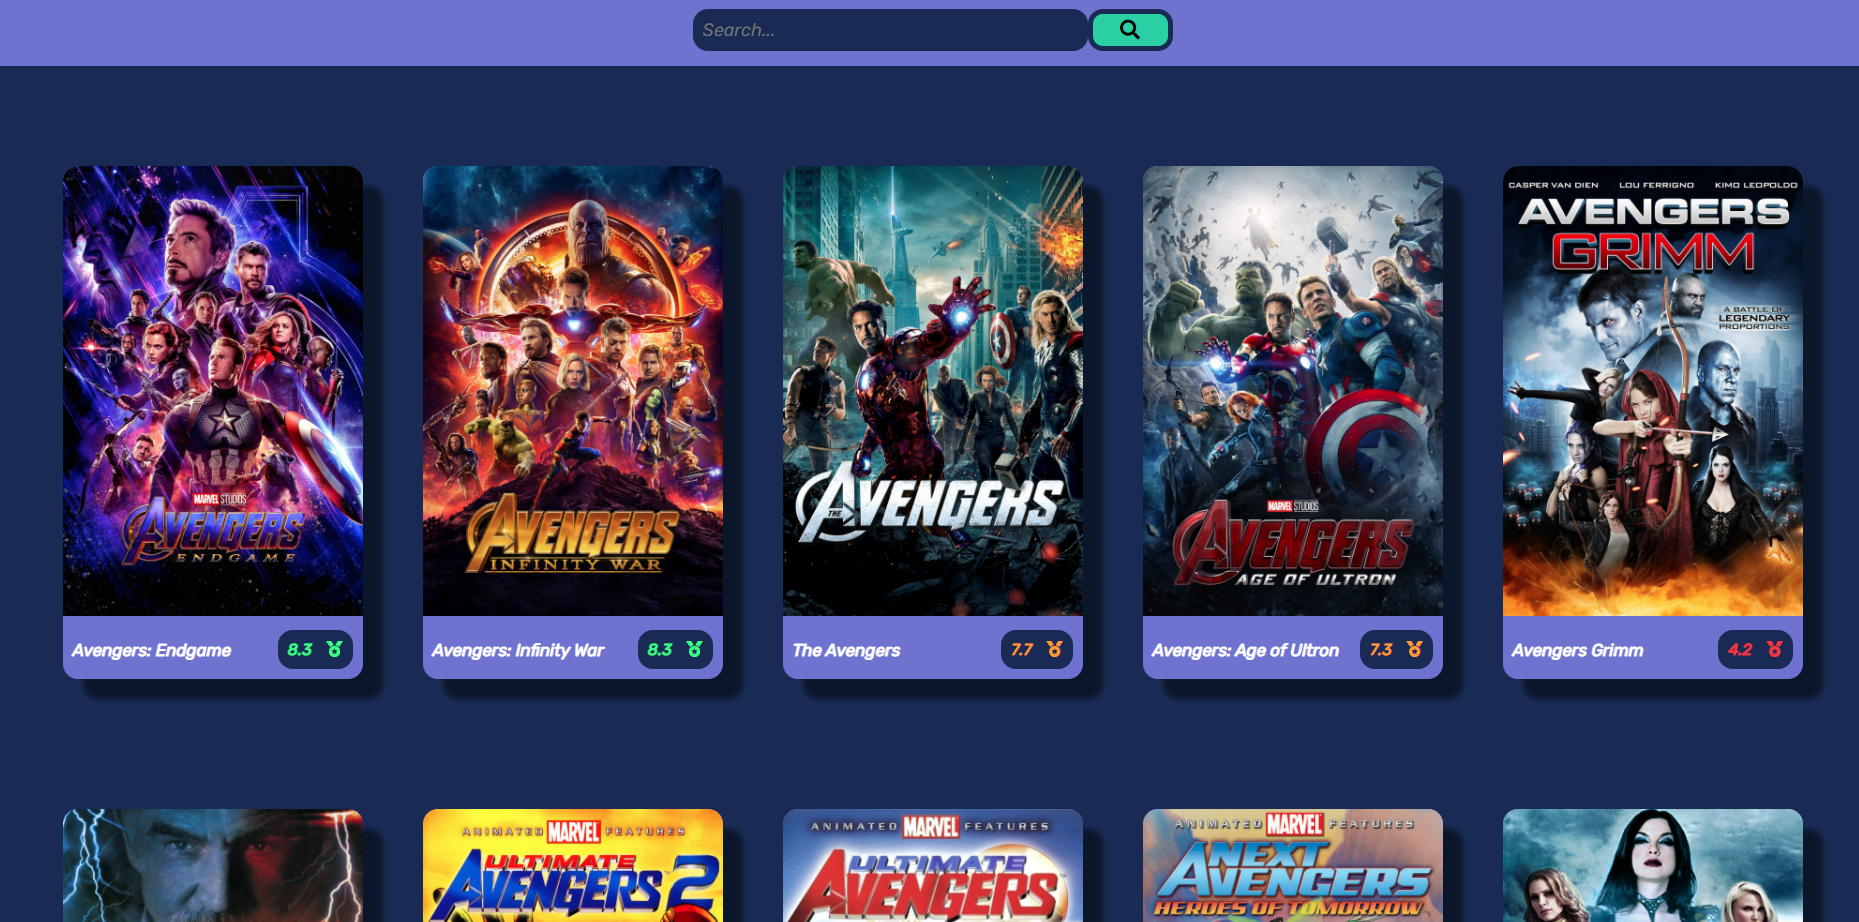 Search...
MARVEL STUDIOS
AVENGERS
ENDGAME
Avengers: Endgame
8.3
AVENGERS
INFINITY WAR
Avengers: Infinity War
8.3
THE AVENGERS
The Avengers
7.7
MARVEL STUDIOS
AVENGERS
AGE OF ULTRON
Avengers: Age of Ultron
7.3
CASPER VAN DIEN LOU FERRIGNO KIMO LEOPOLDO
AVENGERS
GRIMM
A BATTLE OF
LEGENDARY
PROPORTIONS
Avengers Grimm
4.2
ANIMATED MARVEL FEATURES
ULTIMATE
AVENGERS 2
ANIMATED MARVEL FEATURES
ULTIMATE
AVENGERS
ANIMATED MARVEL FEATURES
NEXT
AVENGERS
HEROES OF TOMORROW